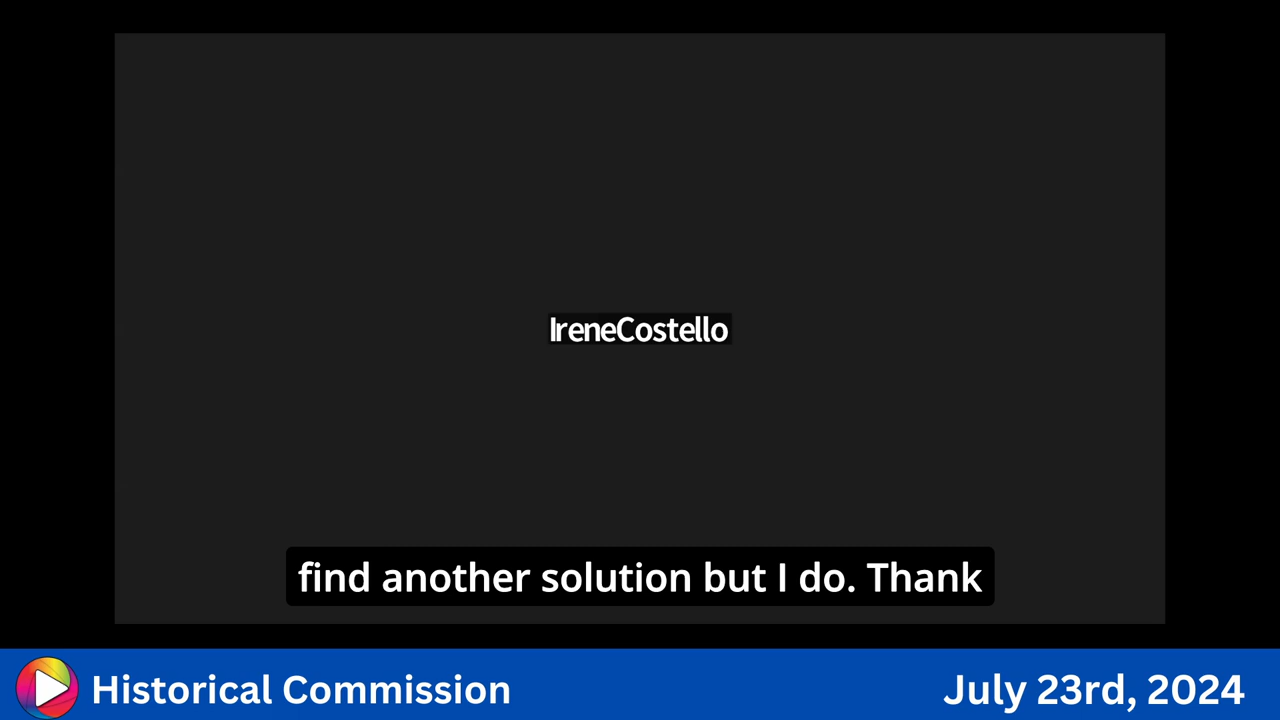 IreneCostello
find another solution but I do. Thank
Historical Commission
July 23rd, 2024